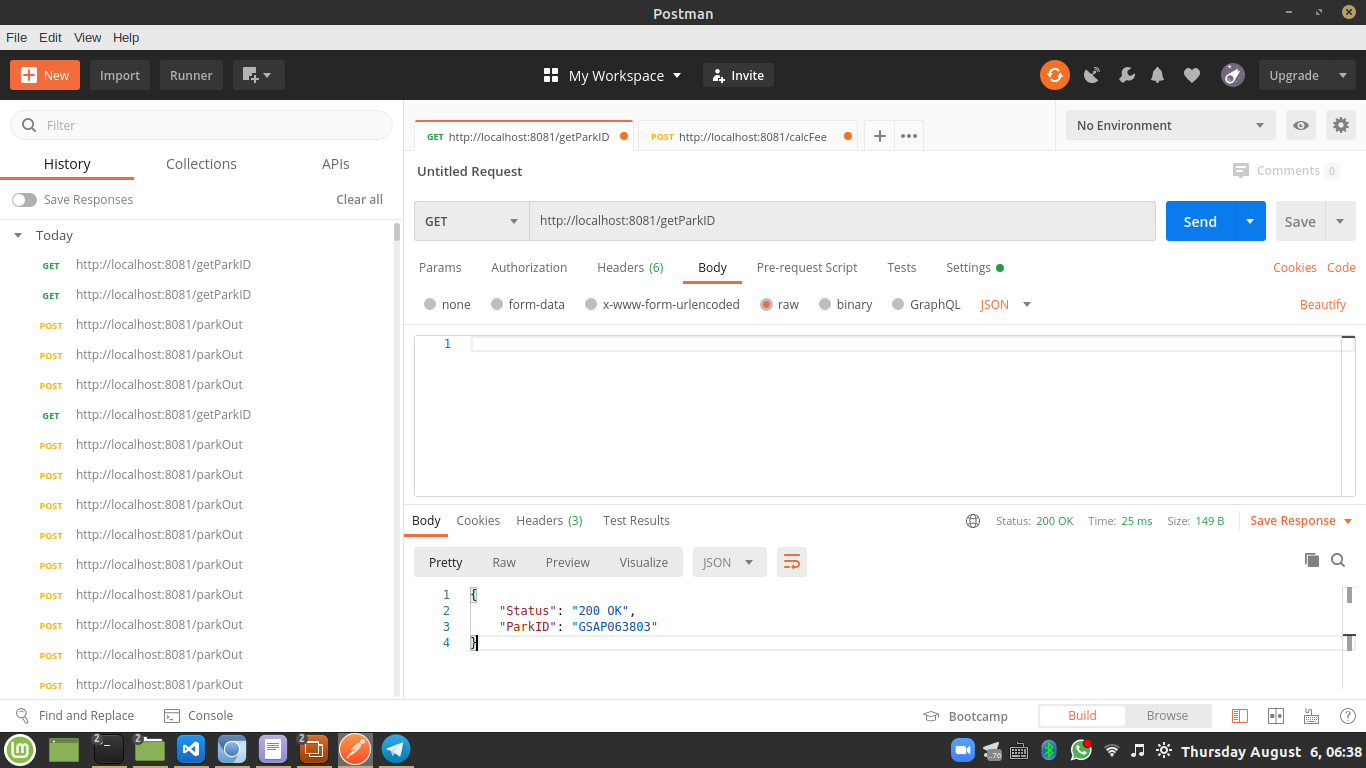 Postman
File Edit View Help
New Import Runner My Workspace Invite Upgrade
Filter
History Collections APIs
Save Responses Clear all
Today
GET http://localhost:8081/getParkID
GET http://localhost:8081/getParkID
POST http://localhost:8081/parkOut
POST http://localhost:8081/parkOut
POST http://localhost:8081/parkOut
GET http://localhost:8081/getParkID
POST http://localhost:8081/parkOut
POST http://localhost:8081/parkOut
POST http://localhost:8081/parkOut
POST http://localhost:8081/parkOut
POST http://localhost:8081/parkOut
POST http://localhost:8081/parkOut
POST http://localhost:8081/parkOut
POST http://localhost:8081/parkOut
POST http://localhost:8081/parkOut
GET http://localhost:8081/getParkID POST http://localhost:8081/calcFee No Environment
Untitled Request Comments 0
GET http://localhost:8081/getParkID Send Save
Params Authorization Headers (6) Body Pre-request Script Tests Settings Cookies Code
none form-data x-www-form-urlencoded raw binary GraphQL JSON Beautify
1
Body Cookies Headers (3) Test Results Status: 200 OK Time: 25 ms Size: 149 B Save Response
Pretty Raw Preview Visualize JSON
1 {
2 "Status": "200 OK",
3 "ParkID": "GSAP063803"
4 }
Find and Replace Console Bootcamp Build Browse
2 2 2 .76 Thursday August 6, 06:38